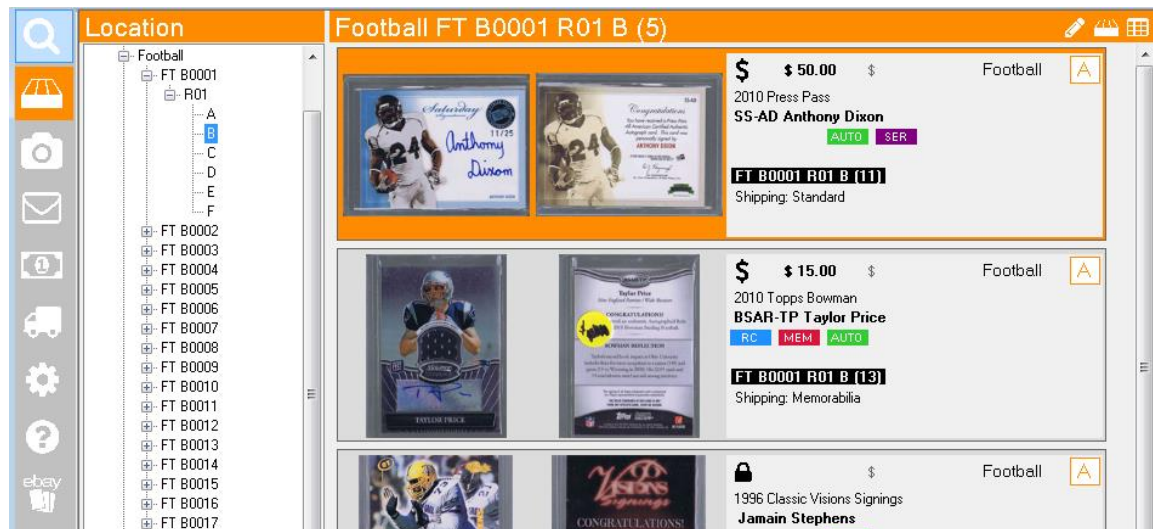 Location
Football
FT B0001
R01
A
B
C
D
E
F
FT B0002
FT B0003
FT B0004
FT B0005
FT B0006
FT B0007
FT B0008
FT B0009
FT B0010
FT B0011
FT B0012
FT B0013
FT B0014
FT B0015
FT B0016
FT B0017
ebay
Football FT B0001 R01 B (5)
Saturday
11/25
Anthony
Dixon
Congratulations
ANTHONY DIXON
$ $ 50.00 $ Football A
2010 Press Pass
SS-AD Anthony Dixon
AUTO SER
FT B0001 R01 B (11)
Shipping: Standard
TAYLOR PRICE
Taylor Price
CONGRATULATIONS!
$ $ 15.00 $ Football A
2010 Topps Bowman
BSAR-TP Taylor Price
RC MEM AUTO
FT B0001 R01 B (13)
Shipping: Memorabilia
Visions
Signings
CONGRATULATIONS!
$ Football A
1996 Classic Visions Signings
Jamain Stephens